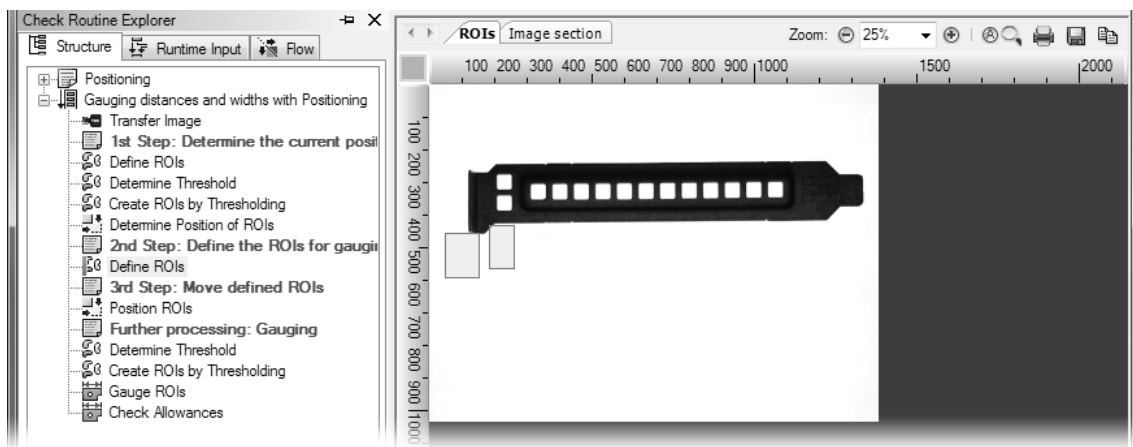 Check Routine Explorer
Structure Runtime Input Flow
Positioning
Gauging distances and widths with Positioning
Transfer Image
1st Step: Determine the current posit
Define ROIs
Determine Threshold
Create ROIs by Thresholding
Determine Position of ROIs
2nd Step: Define the ROIs for gaugin
Define ROIs
3rd Step: Move defined ROIs
Position ROIs
Further processing: Gauging
Determine Threshold
Create ROIs by Thresholding
Gauge ROIs
Check Allowances
ROIs Image section Zoom: 25%
100 200 300 400 500 600 700 800 900 1000 1500 2000
100
200
300
400
500
600
700
800
900
1000